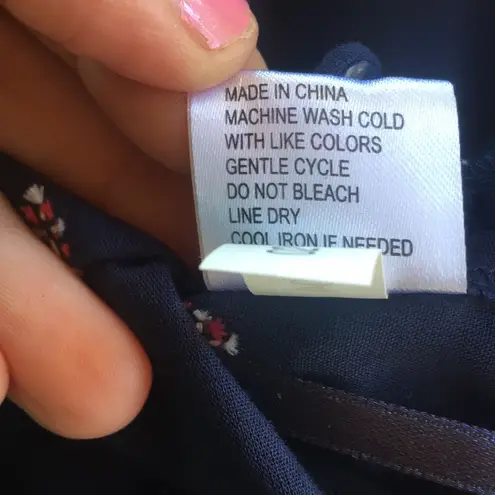 MADE IN CHINA
MACHINE WASH COLD
WITH LIKE COLORS
GENTLE CYCLE
DO NOT BLEACH
LINE DRY
COOL IRON IF NEEDED